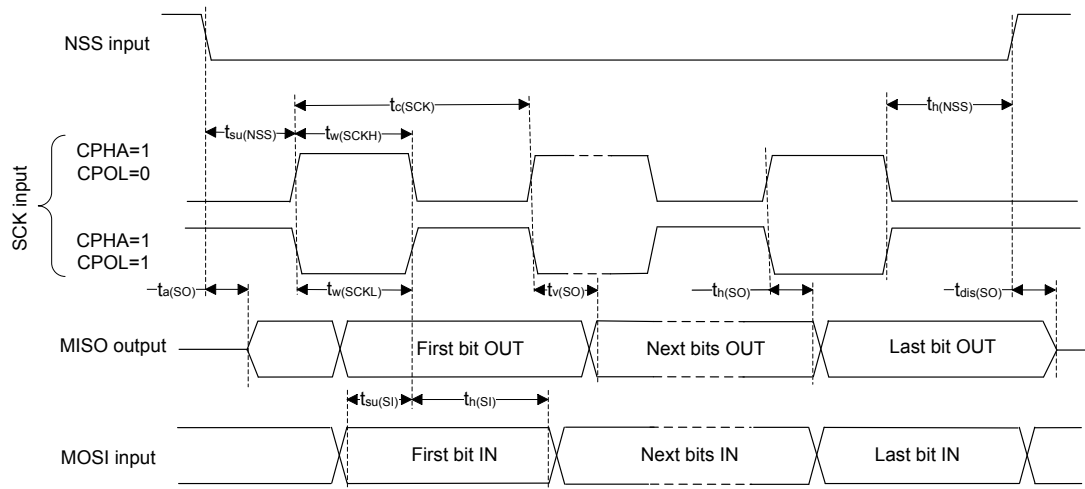 NSS input
tc(SCK)
th(NSS)
tsu(NSS)
tw(SCKH)
SCK input
CPHA=1
CPOL=0
CPHA=1
CPOL=1
ta(SO)
tw(SCKL)
tv(SO)
th(SO)
tdis(SO)
MISO output
First bit OUT
Next bits OUT
Last bit OUT
tsu(SI)
th(SI)
MOSI input
First bit IN
Next bits IN
Last bit IN